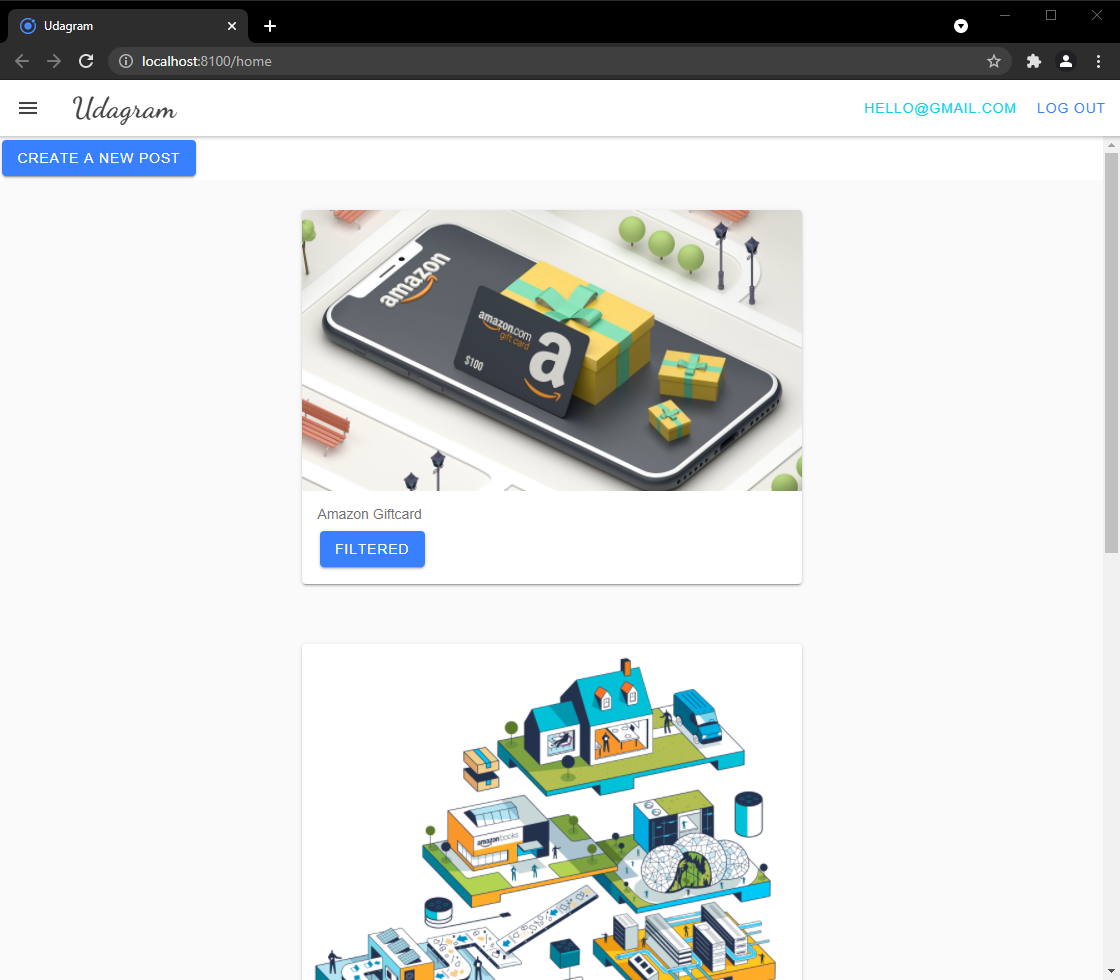 Udagram
localhost:8100/home
Udagram
HELLO@GMAIL.COM
LOG OUT
CREATE A NEW POST
amazon
amazon.com
gift card
$100
a
Amazon Giftcard
FILTERED
amazonbooks